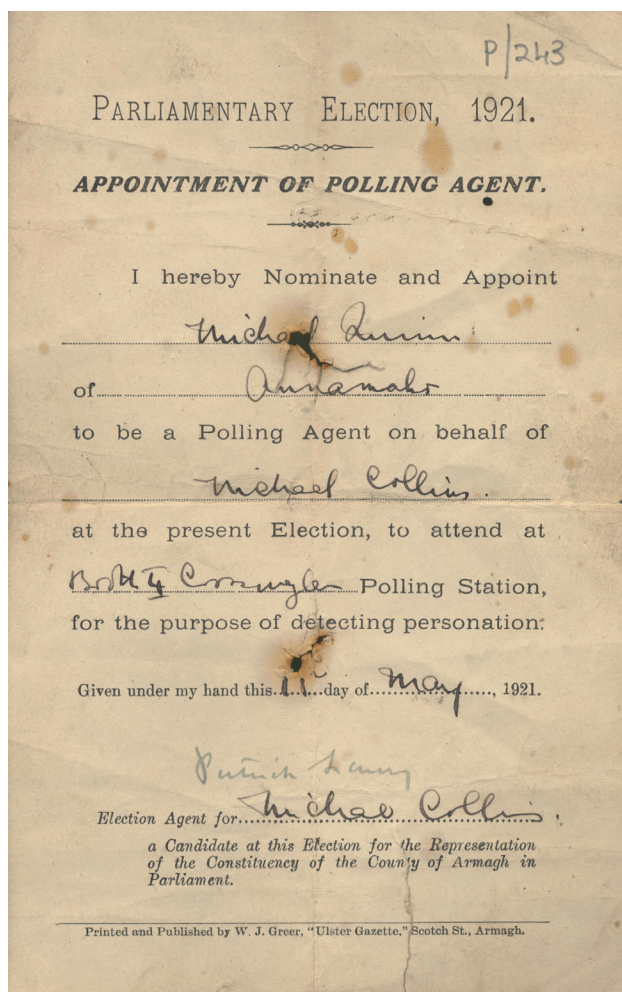 P/243
PARLIAMENTARY ELECTION, 1921.
APPOINTMENT OF POLLING AGENT.
I hereby Nominate and Appoint
Michael Quinn
of Annamahs
to be a Polling Agent on behalf of
Michael Collins.
at the present Election, to attend at
Booth Polling Station,
for the purpose of detecting personation.
Given under my hand this day of May, 1921.
Patrick
Election Agent for Michael Collins.
a Candidate at this Election for the Representation
of the Constituency of the County of Armagh in
Parliament.
Printed and Published by W. J. Greer, "Ulster Gazette," Scotch St., Armagh.